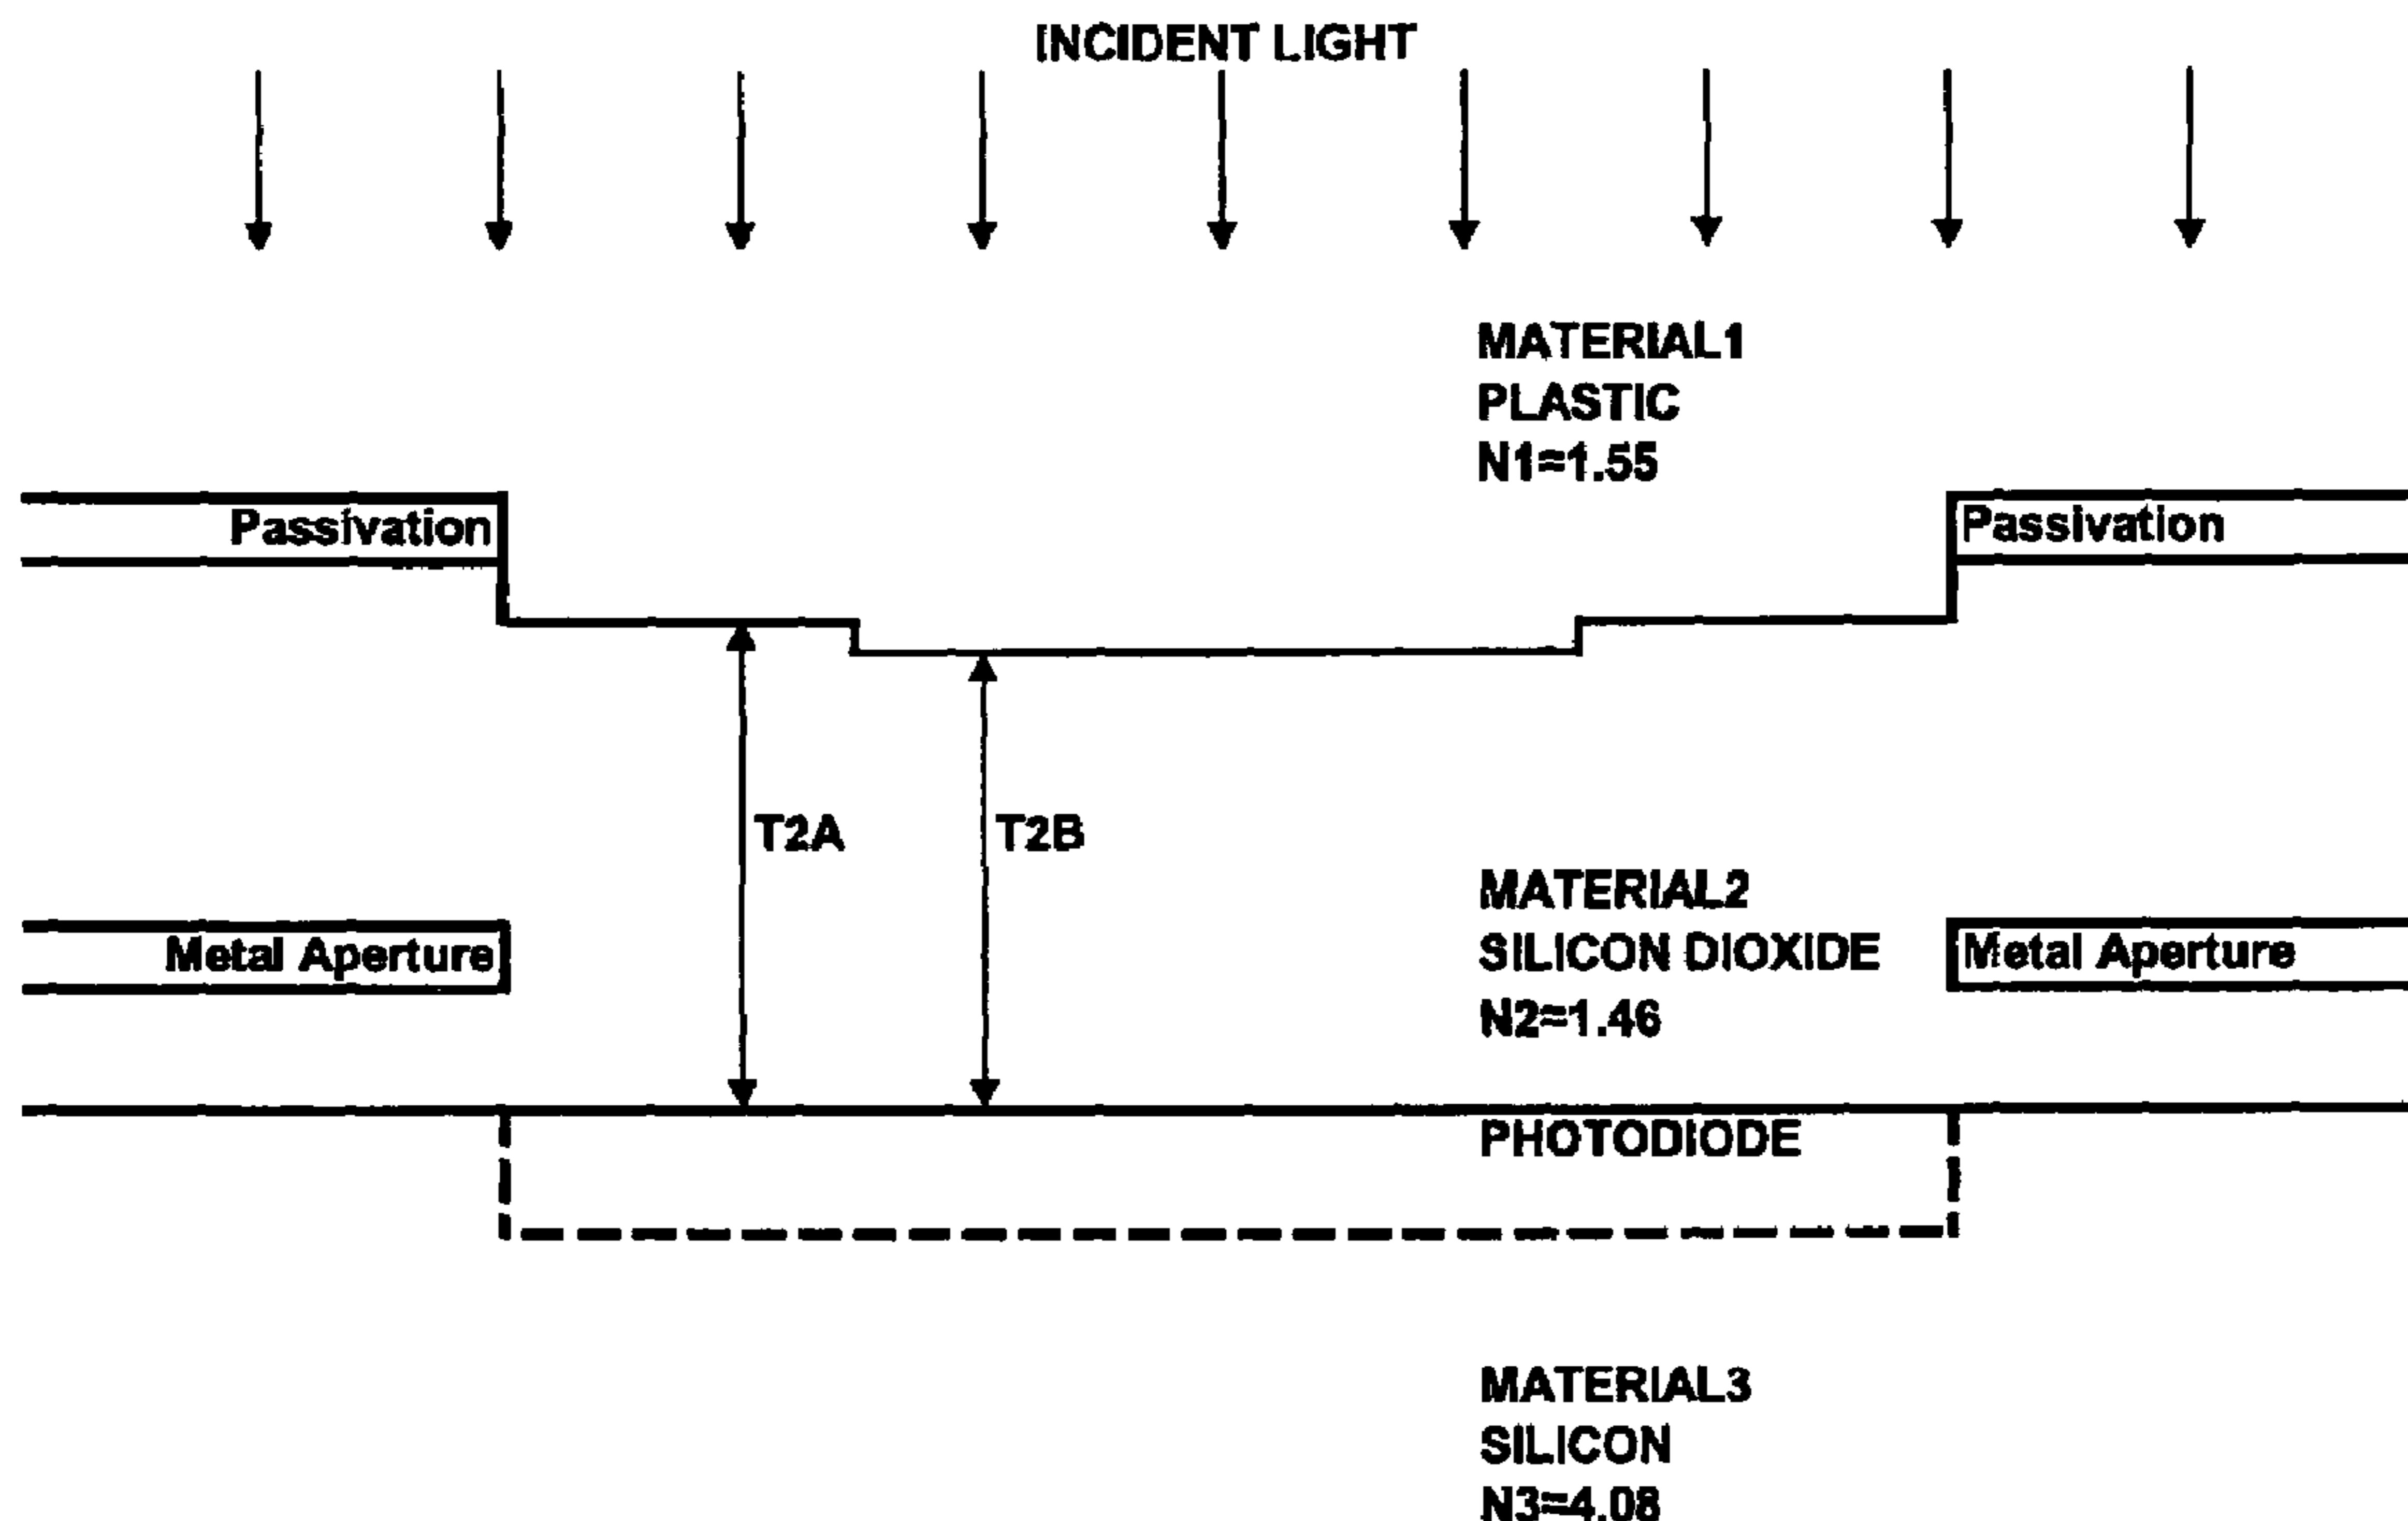 INCIDENT LIGHT
MATERIAL1
PLASTIC
N1=1.55
Passivation
Passivation
T2A
T2B
MATERIAL2
SILICON DIOXIDE
N2=1.46
Metal Aperture
Metal Aperture
PHOTODIODE
MATERIAL3
SILICON
N3=4.08